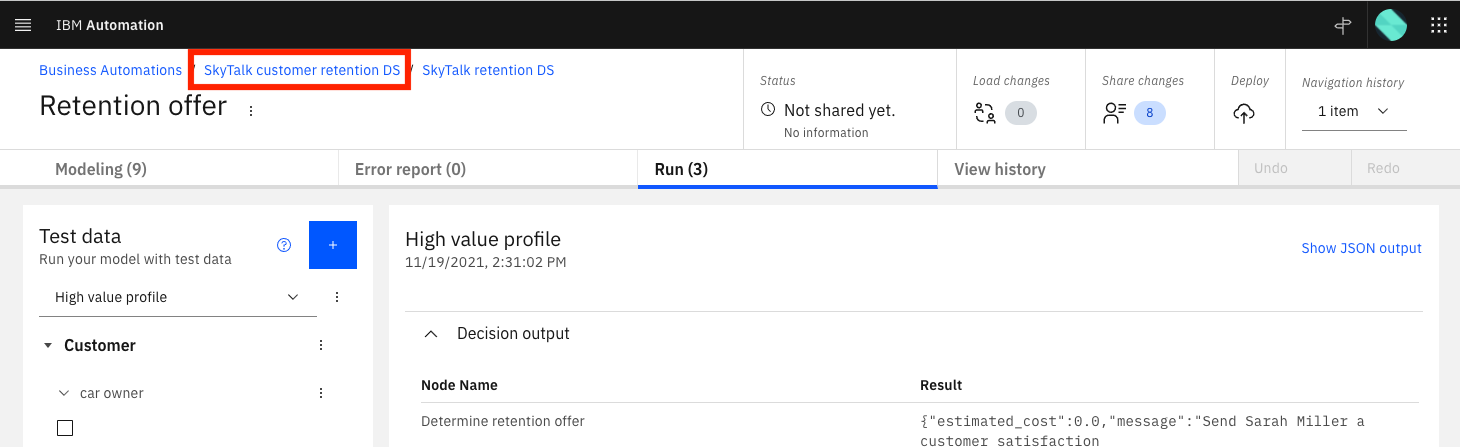 IBM Automation
Business Automations / SkyTalk customer retention DS / SkyTalk retention DS
Retention offer
Status
Not shared yet.
No information
Load changes
0
Share changes
8
Deploy
Navigation history
1 item
Modeling (9)
Error report (0)
Run (3)
View history
Undo
Redo
Test data
Run your model with test data
?
+
High value profile
Customer
car owner
High value profile
11/19/2021, 2:31:02 PM
Show JSON output
Decision output
Node Name
Result
Determine retention offer
{"estimated_cost":0.0,"message":"Send Sarah Miller a
customer satisfaction